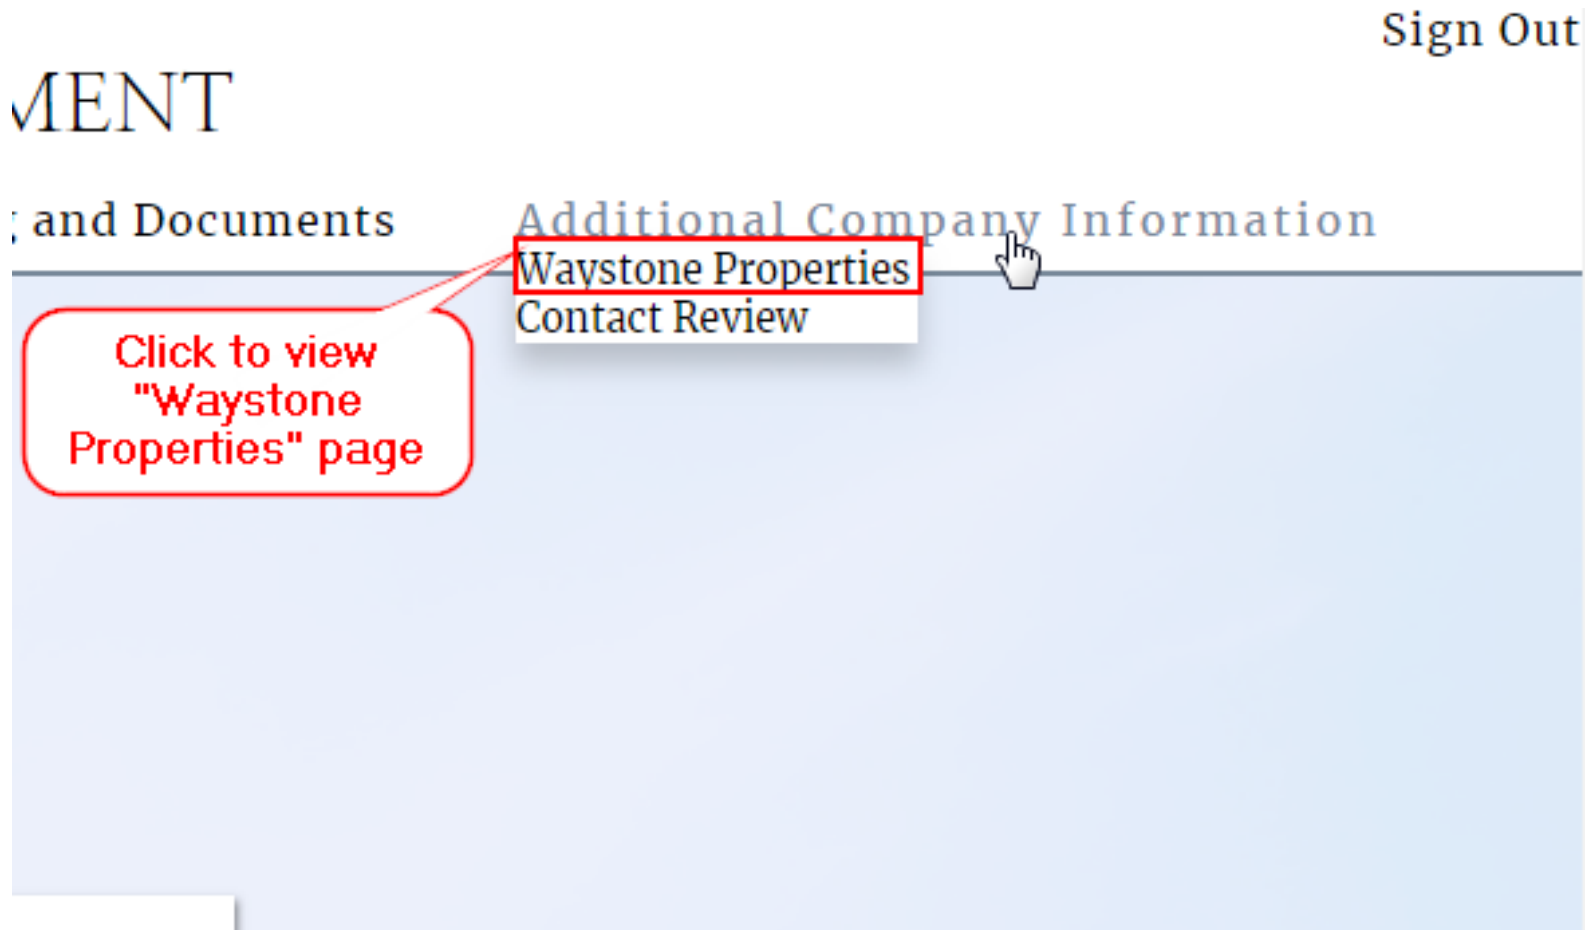 Sign Out
MENT
and Documents
Additional Company Information
Waystone Properties
Contact Review
Click to view
"Waystone
Properties" page